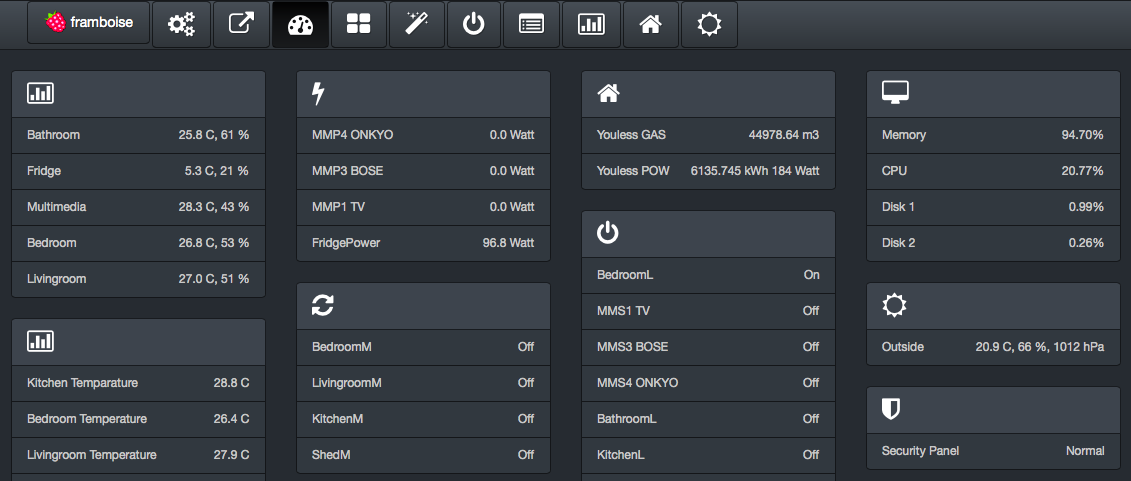 framboise
Bathroom 25.8 C, 61 %
Fridge 5.3 C, 21 %
Multimedia 28.3 C, 43 %
Bedroom 26.8 C, 53 %
Livingroom 27.0 C, 51 %
Kitchen Temparature 28.8 C
Bedroom Temperature 26.4 C
Livingroom Temperature 27.9 C
MMP4 ONKYO 0.0 Watt
MMP3 BOSE 0.0 Watt
MMP1 TV 0.0 Watt
FridgePower 96.8 Watt
BedroomM Off
LivingroomM Off
KitchenM Off
ShedM Off
Youless GAS 44978.64 m3
Youless POW 6135.745 kWh 184 Watt
BedroomL On
MMS1 TV Off
MMS3 BOSE Off
MMS4 ONKYO Off
BathroomL Off
KitchenL Off
Memory 94.70%
CPU 20.77%
Disk 1 0.99%
Disk 2 0.26%
Outside 20.9 C, 66 %, 1012 hPa
Security Panel Normal